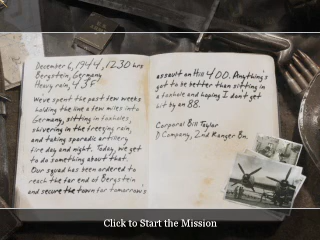 December 6, 1944, 1230 hrs
Bergstein, Germany
Heavy rain, 43F
We've spent the past few weeks
holding the line a few miles into
Germany, sitting in foxholes,
shivering in the freezing rain,
and taking sporadic artillery
fire day and night. Today, we get
to do something about that.
Our squad has been ordered to
reach the far end of Bergstein
and secure the town for tomorrow's
assault on Hill 400. Anything's
got to be better than sitting in
a foxhole and hoping I don't get
hit by an 88.
Corporal Bill Taylor
D Company, 2nd Ranger Bn.
Click to Start the Mission